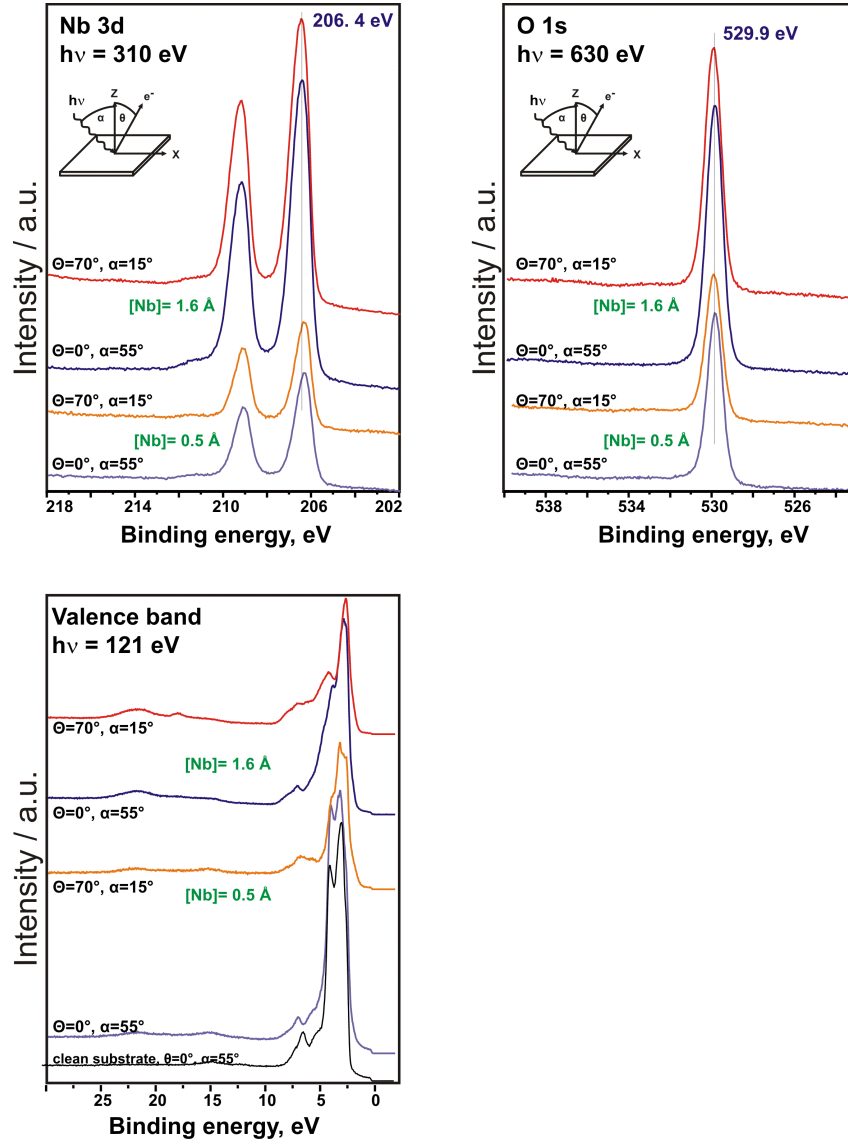 Nb 3d
hν = 310 eV
206. 4 eV
hν
Z
e-
α
θ
X
Θ=70°, α=15°
[Nb]= 1.6 Å
Θ=0°, α=55°
Θ=70°, α=15°
[Nb]= 0.5 Å
Θ=0°, α=55°
Intensity / a.u.
218 214 210 206 202
Binding energy, eV
O 1s
hν = 630 eV
529.9 eV
hν
Z
e-
α
θ
X
Θ=70°, α=15°
[Nb]= 1.6 Å
Θ=0°, α=55°
Θ=70°, α=15°
[Nb]= 0.5 Å
Θ=0°, α=55°
Intensity / a.u.
538 534 530 526
Binding energy, eV
Valence band
hν = 121 eV
Θ=70°, α=15°
[Nb]= 1.6 Å
Θ=0°, α=55°
Θ=70°, α=15°
[Nb]= 0.5 Å
Θ=0°, α=55°
clean substrate, θ=0°, α=55°
Intensity / a.u.
25 20 15 10 5 0
Binding energy, eV